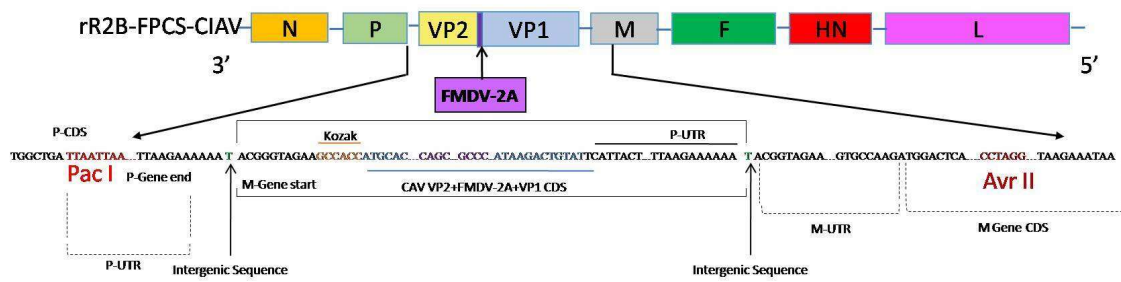 rR2B-FPCS-CIAV N P VP2 VP1 M F HN L
3’ 5’
FMDV-2A
P-CDS Kozak P-UTR
TGGCTGA TTAATTAA...TTAAGAAAAAA T ACGGGTAGAAGCCACCATGCAC CAGC GCCC ATAAGACTGTATTCATTACT TTAAGAAAAAA T ACGGTAGAA GTGCCAAGATGGACTCA CCTAGG TAAGAAATAA
Pac I P-Gene end M-Gene start CAV VP2+FMDV-2A+VP1 CDS Avr II
M-UTR M Gene CDS
P-UTR Intergenic Sequence Intergenic Sequence